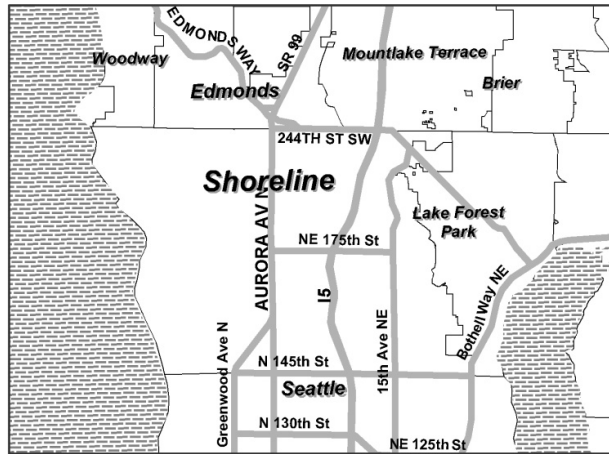 EDMONDS WAY
SR 99
Woodway
Mountlake Terrace
Brier
Edmonds
244TH ST SW
Shoreline
AURORA AV N
Lake Forest
Park
NE 175th St
I5
Bothell Way NE
Greenwood Ave N
15th Ave NE
N 145th St
Seattle
N 130th St
NE 125th St